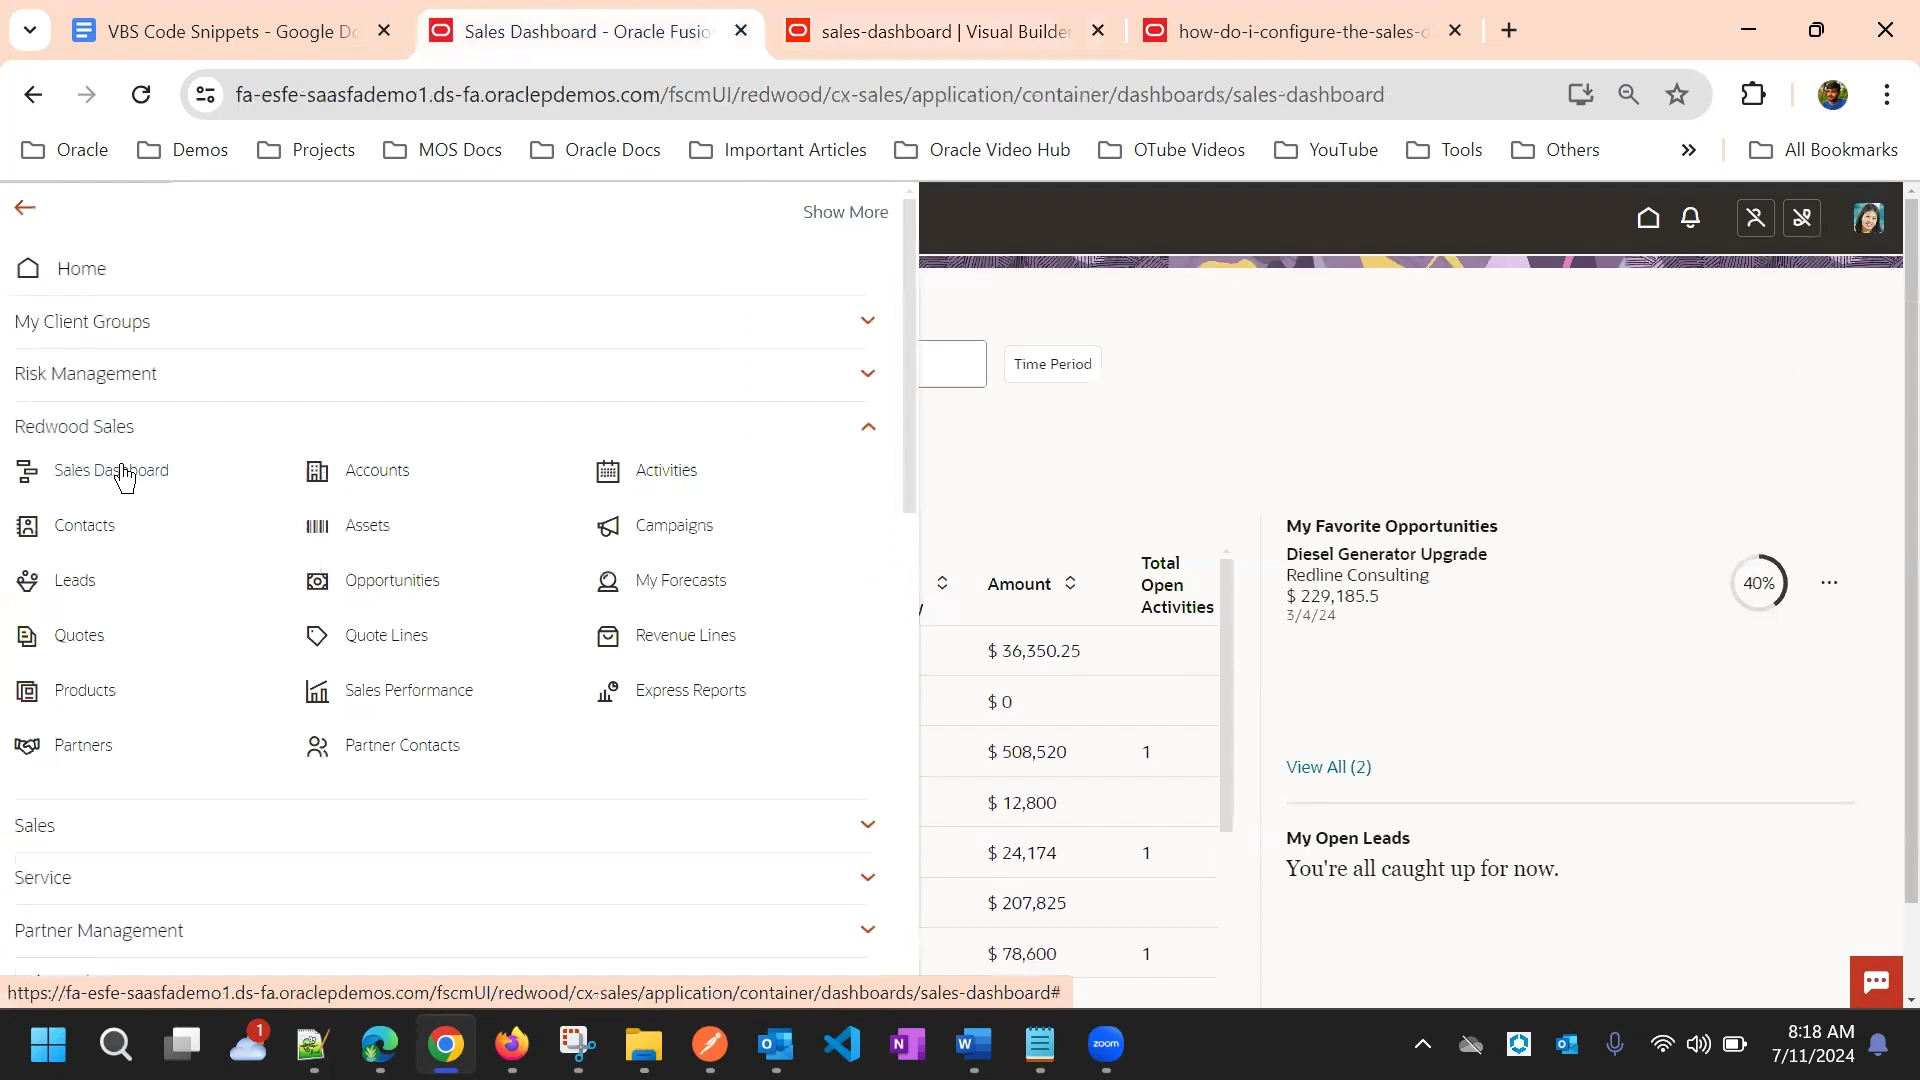 VBS Code Snippets - Google Do
Sales Dashboard - Oracle Fusio
sales-dashboard | Visual Builder
how-do-i-configure-the-sales-d
fa-esfe-saasfademo1.ds-fa.oraclepdemos.com/fscmUI/redwood/cx-sales/application/container/dashboards/sales-dashboard
Oracle
Demos
Projects
MOS Docs
Oracle Docs
Important Articles
Oracle Video Hub
OTube Videos
YouTube
Tools
Others
All Bookmarks
Show More
Home
My Client Groups
Risk Management
Redwood Sales
Sales Dashboard
Accounts
Activities
Contacts
Assets
Campaigns
Leads
Opportunities
My Forecasts
Quotes
Quote Lines
Revenue Lines
Products
Sales Performance
Express Reports
Partners
Partner Contacts
Sales
Service
Partner Management
Time Period
Amount
Total
Open
Activities
$ 36,350.25
$ 0
$ 508,520 1
$ 12,800
$ 24,174 1
$ 207,825
$ 78,600 1
My Favorite Opportunities
Diesel Generator Upgrade
Redline Consulting
$ 229,185.5
3/4/24
40%
View All (2)
My Open Leads
You're all caught up for now.
https://fa-esfe-saasfademo1.ds-fa.oraclepdemos.com/fscmUI/redwood/cx-sales/application/container/dashboards/sales-dashboard#
1
zoom
8:18 AM
7/11/2024